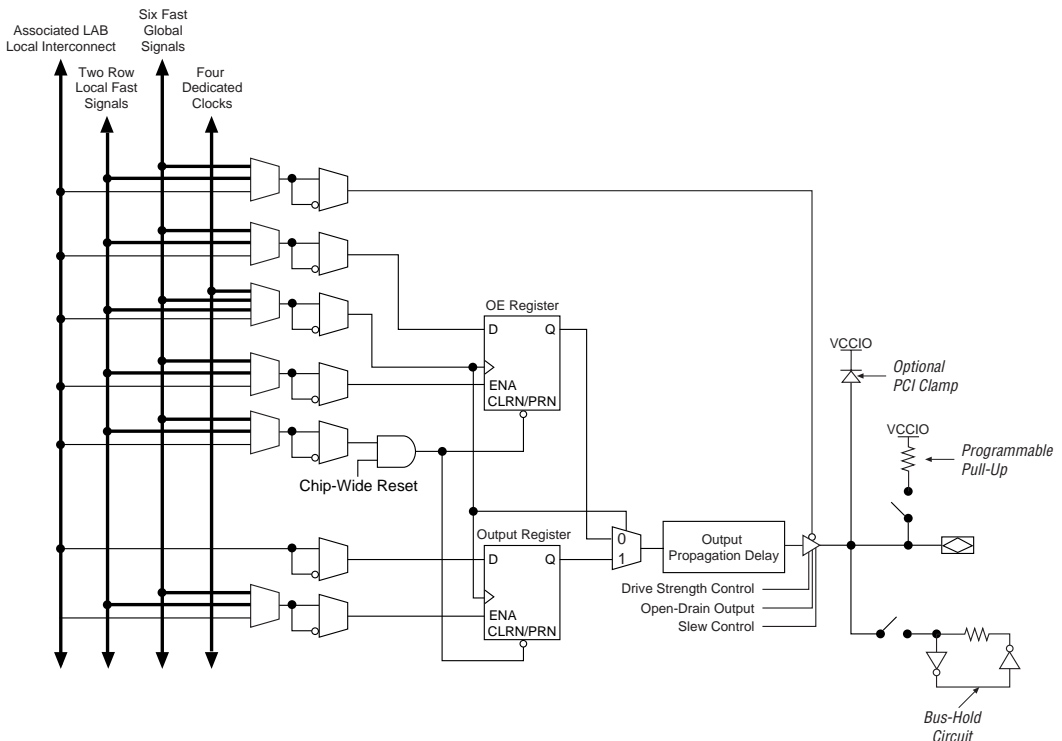 Associated LAB
Local Interconnect
Six Fast
Global
Signals
Two Row
Local Fast
Signals
Four
Dedicated
Clocks
OE Register
D
Q
ENA
CLRN/PRN
VCCIO
Optional
PCI Clamp
VCCIO
Programmable
Pull-Up
Chip-Wide Reset
Output Register
D
Q
ENA
CLRN/PRN
0
1
Output
Propagation Delay
Drive Strength Control
Open-Drain Output
Slew Control
Bus-Hold
Circuit